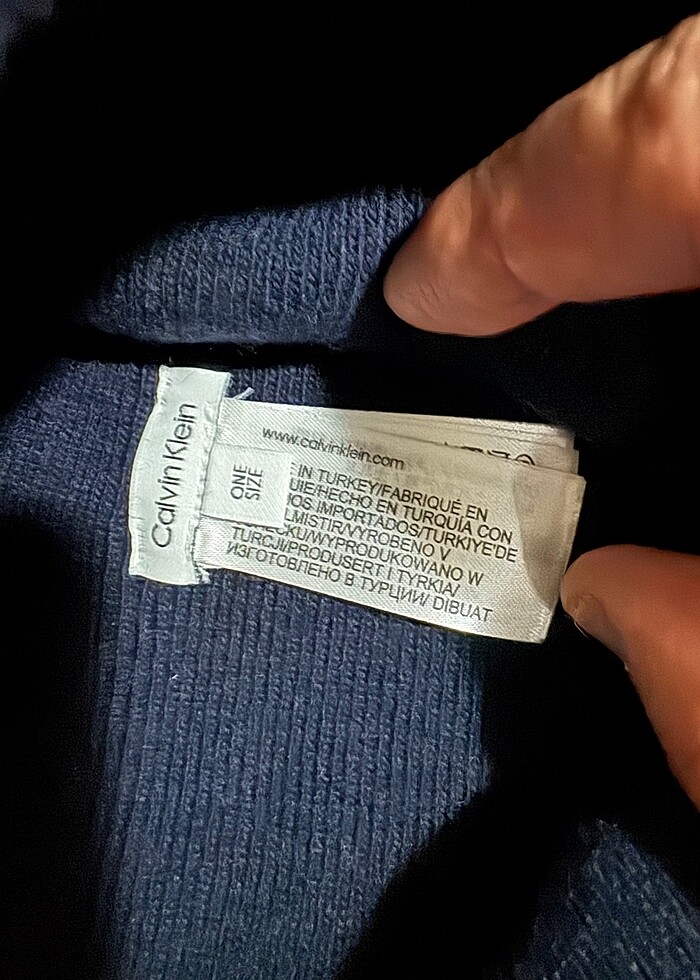 Calvin Klein
ONE
SIZE
www.calvinklein.com
IN TURKEY/FABRIQUÉ EN
/HECHO EN TURQUÍA CON
IMPORTADOS/TURKIYE'DE
VYROBENO V
/WYPRODUKOWANO W
TURCJI/PRODUSERT I TYRKIA/
ИЗГОТОВЛЕНО В ТУРЦИИ/ DIBUAT